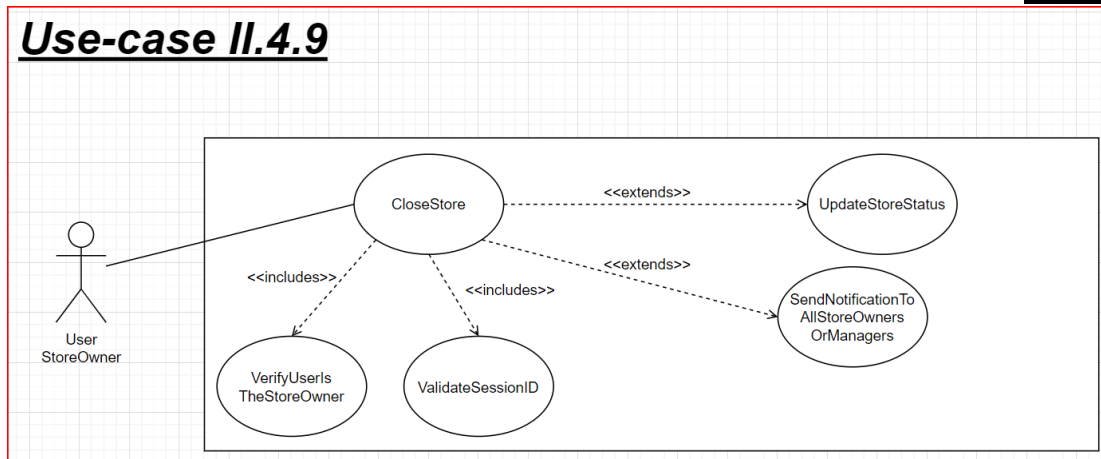 Use-case II.4.9
CloseStore
<<extends>>
UpdateStoreStatus
<<extends>>
<<includes>>
<<includes>>
SendNotificationTo
AllStoreOwners
OrManagers
User
StoreOwner
VerifyUserIs
TheStoreOwner
ValidateSessionID